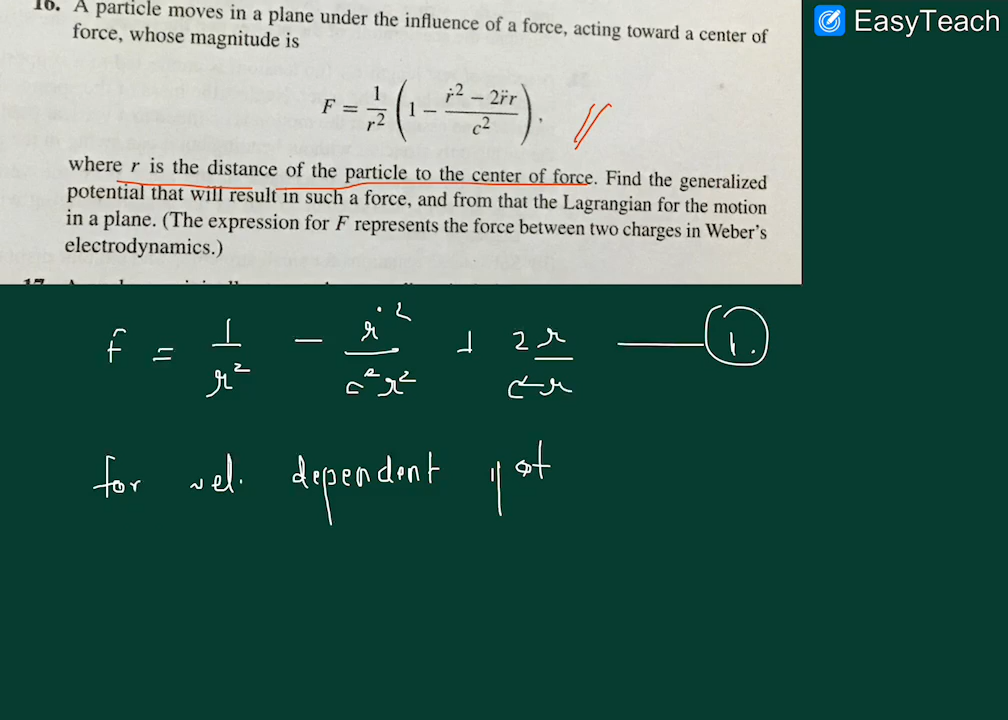 EasyTeach
16. A particle moves in a plane under the influence of a force, acting toward a center of
force, whose magnitude is
F = 1/r² (1 − (ṙ² − 2r̈r)/c²),
where r is the distance of the particle to the center of force. Find the generalized
potential that will result in such a force, and from that the Lagrangian for the motion
in a plane. (The expression for F represents the force between two charges in Weber's
electrodynamics.)
f = 1/r² − ṙ²/c²r² + 2r/c²r —— 1.
for vel. dependent pot